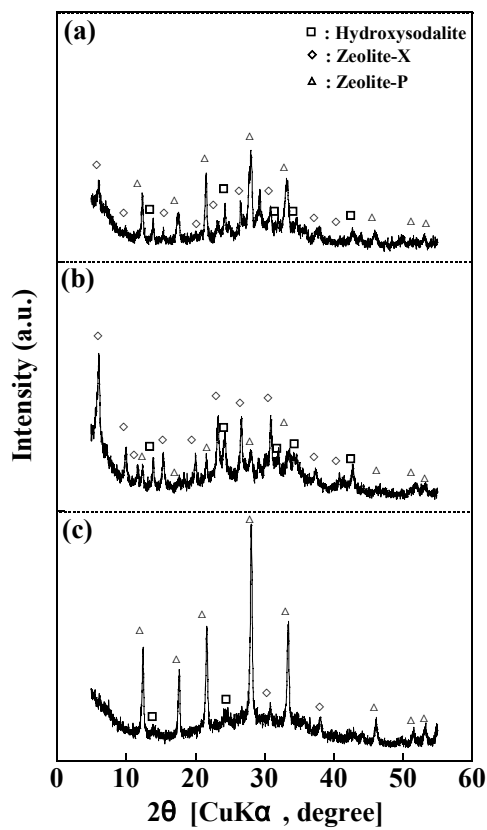 (a)
□ : Hydroxysodalite
◇ : Zeolite-X
△ : Zeolite-P
(b)
(c)
Intensity (a.u.)
0 10 20 30 40 50 60
2θ [CuKα , degree]